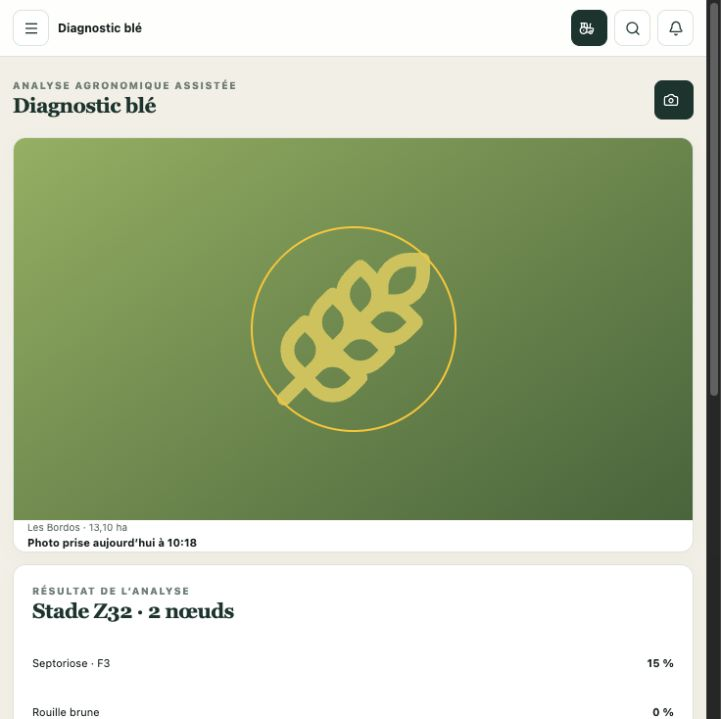 Diagnostic blé
ANALYSE AGRONOMIQUE ASSISTÉE
Diagnostic blé
Les Bordos · 13,10 ha
Photo prise aujourd’hui à 10:18
RÉSULTAT DE L’ANALYSE
Stade Z32 · 2 nœuds
Septoriose · F3 15 %
Rouille brune 0 %